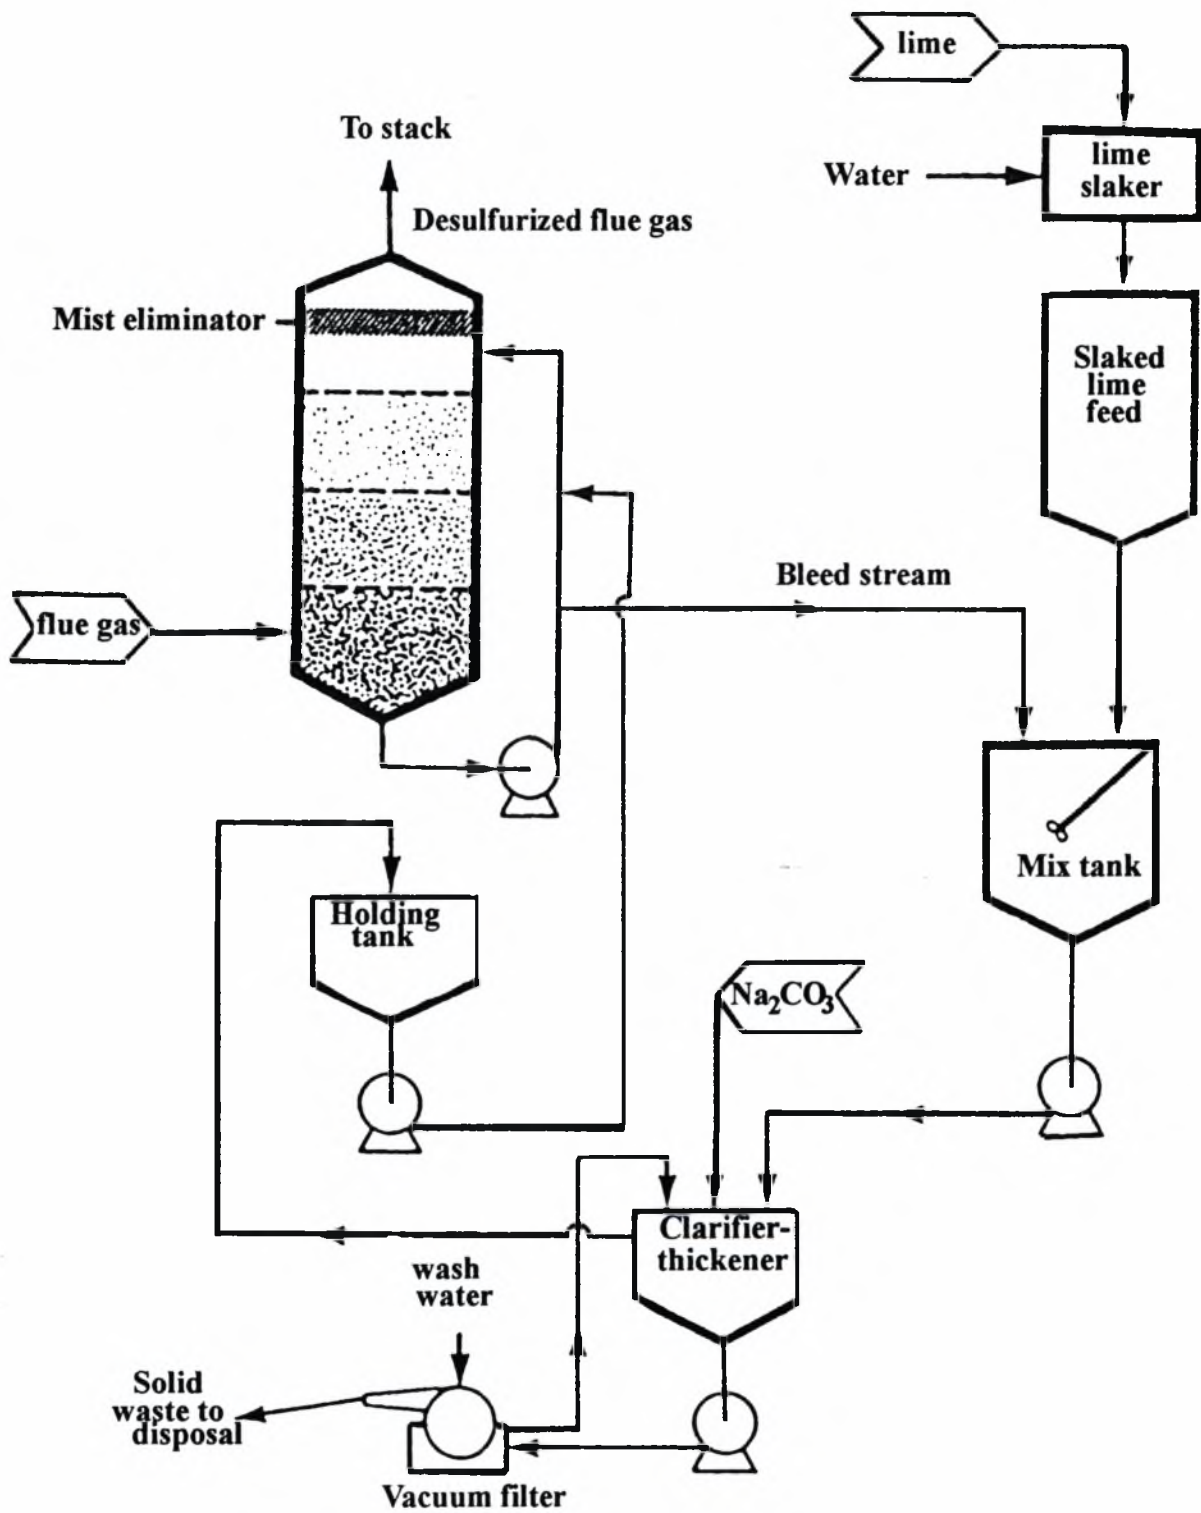 lime
To stack
lime
slaker
Water
Desulfurized flue gas
Mist eliminator
Slaked
lime
feed
Bleed stream
flue gas
Mix tank
Holding
tank
Na₂CO₃
Clarifier-
thickener
wash
water
Solid
waste to
disposal
Vacuum filter